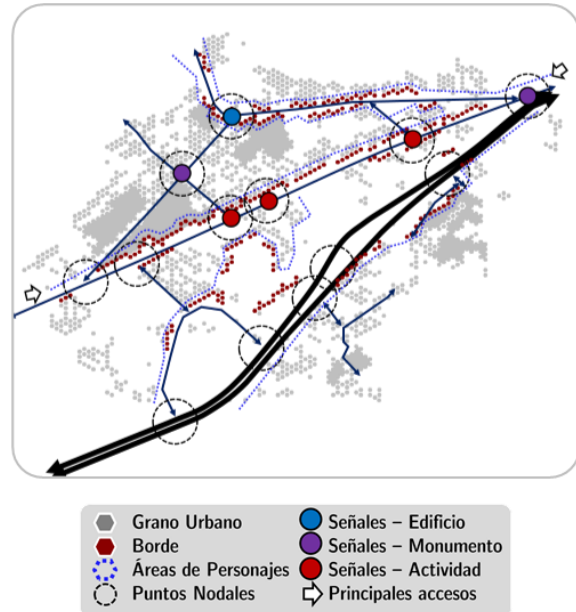 Grano Urbano
Borde
Áreas de Personajes
Puntos Nodales
Señales – Edificio
Señales – Monumento
Señales – Actividad
Principales accesos